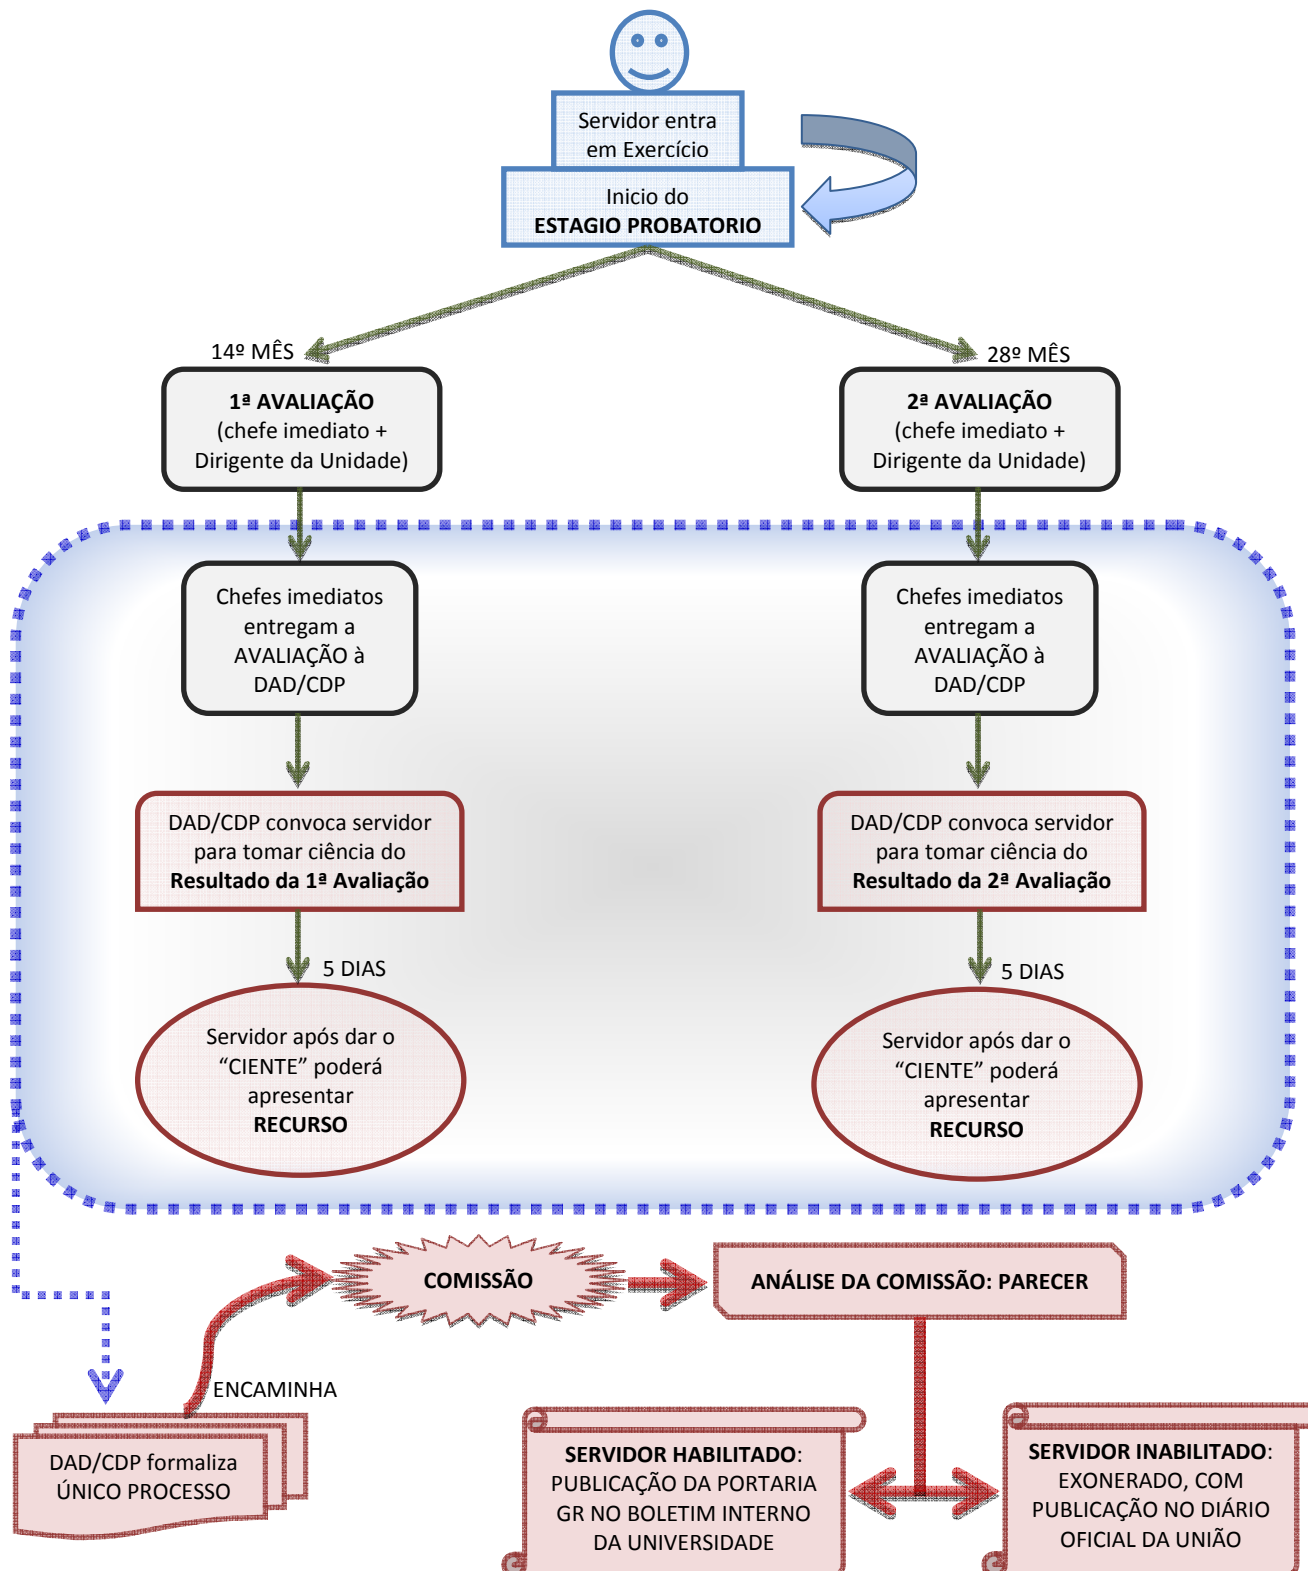 Servidor entra
em Exercício
Inicio do
ESTAGIO PROBATORIO
14º MÊS
1ª AVALIAÇÃO
(chefe imediato +
Dirigente da Unidade)
28º MÊS
2ª AVALIAÇÃO
(chefe imediato +
Dirigente da Unidade)
Chefes imediatos
entregam a
AVALIAÇÃO à
DAD/CDP
Chefes imediatos
entregam a
AVALIAÇÃO à
DAD/CDP
DAD/CDP convoca servidor
para tomar ciência do
Resultado da 1ª Avaliação
DAD/CDP convoca servidor
para tomar ciência do
Resultado da 2ª Avaliação
5 DIAS
Servidor após dar o
“CIENTE” poderá
apresentar
RECURSO
5 DIAS
Servidor após dar o
“CIENTE” poderá
apresentar
RECURSO
COMISSÃO
ANÁLISE DA COMISSÃO: PARECER
ENCAMINHA
DAD/CDP formaliza
ÚNICO PROCESSO
SERVIDOR HABILITADO:
PUBLICAÇÃO DA PORTARIA
GR NO BOLETIM INTERNO
DA UNIVERSIDADE
SERVIDOR INABILITADO:
EXONERADO, COM
PUBLICAÇÃO NO DIÁRIO
OFICIAL DA UNIÃO